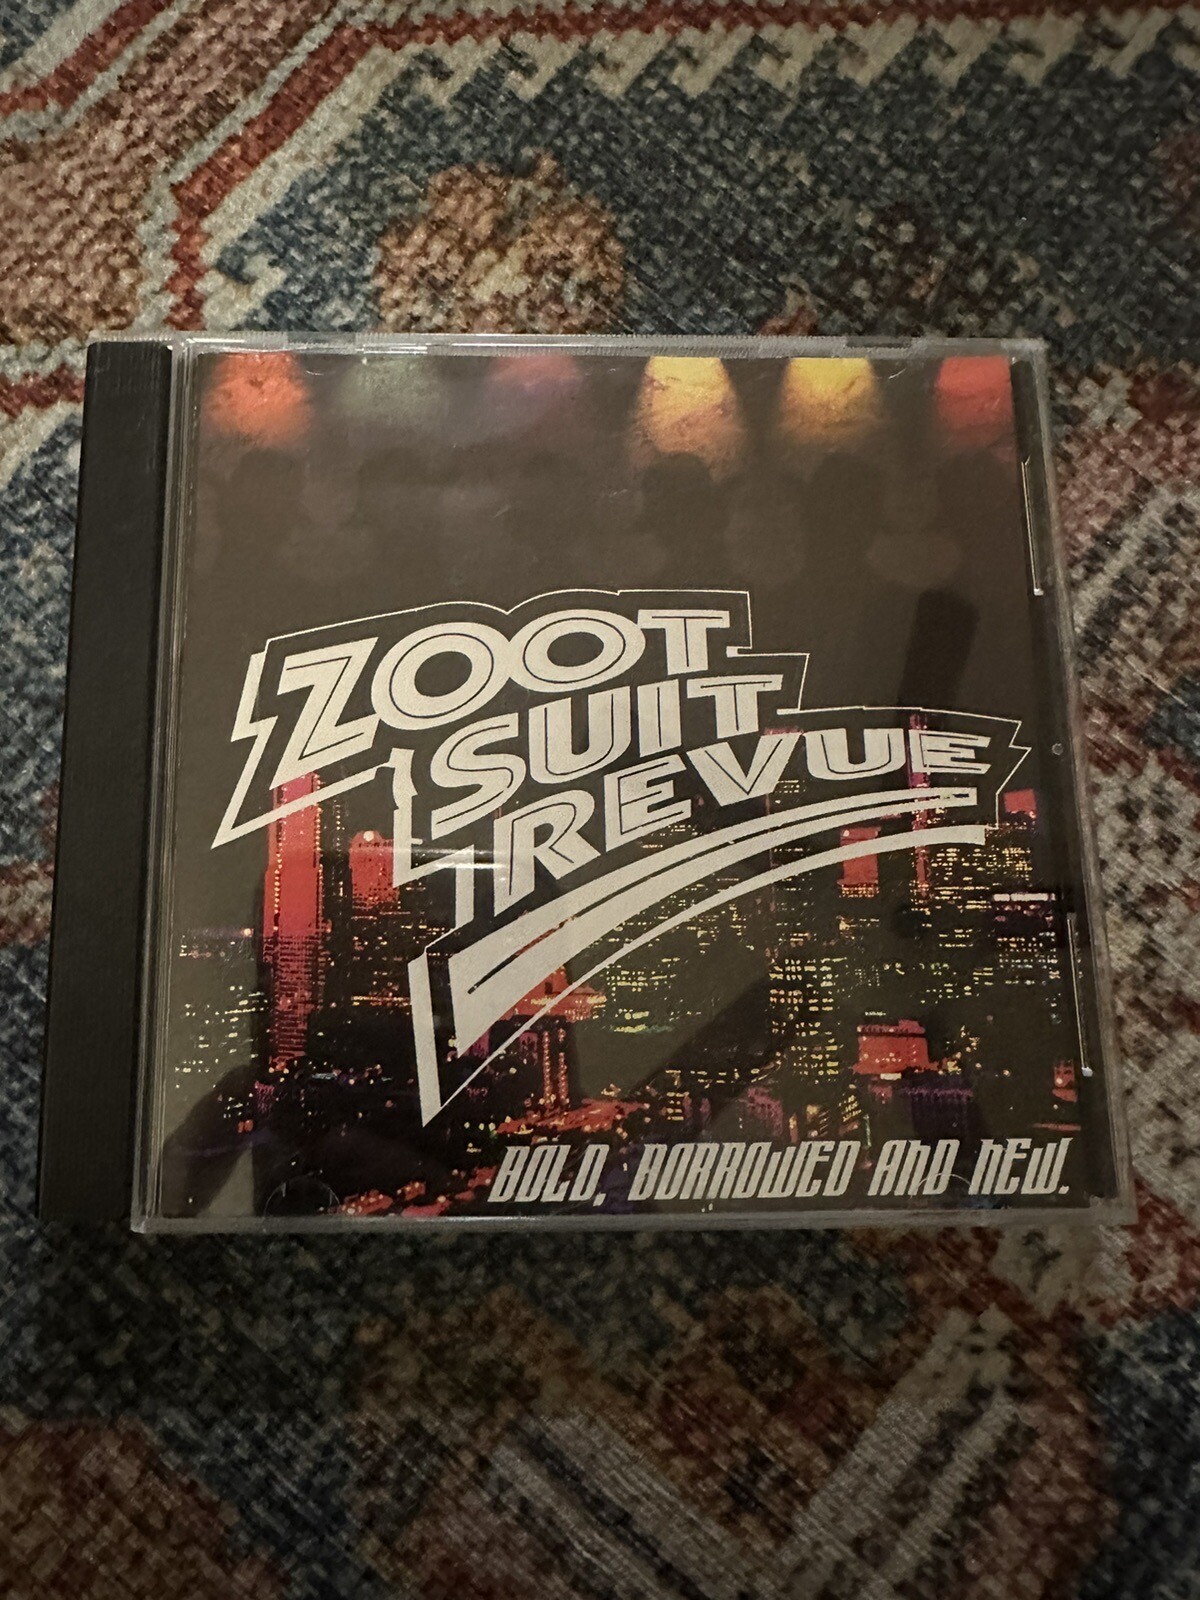 ZOOT
SUIT
REVUE
BOLD, BORROWED AND NEW.